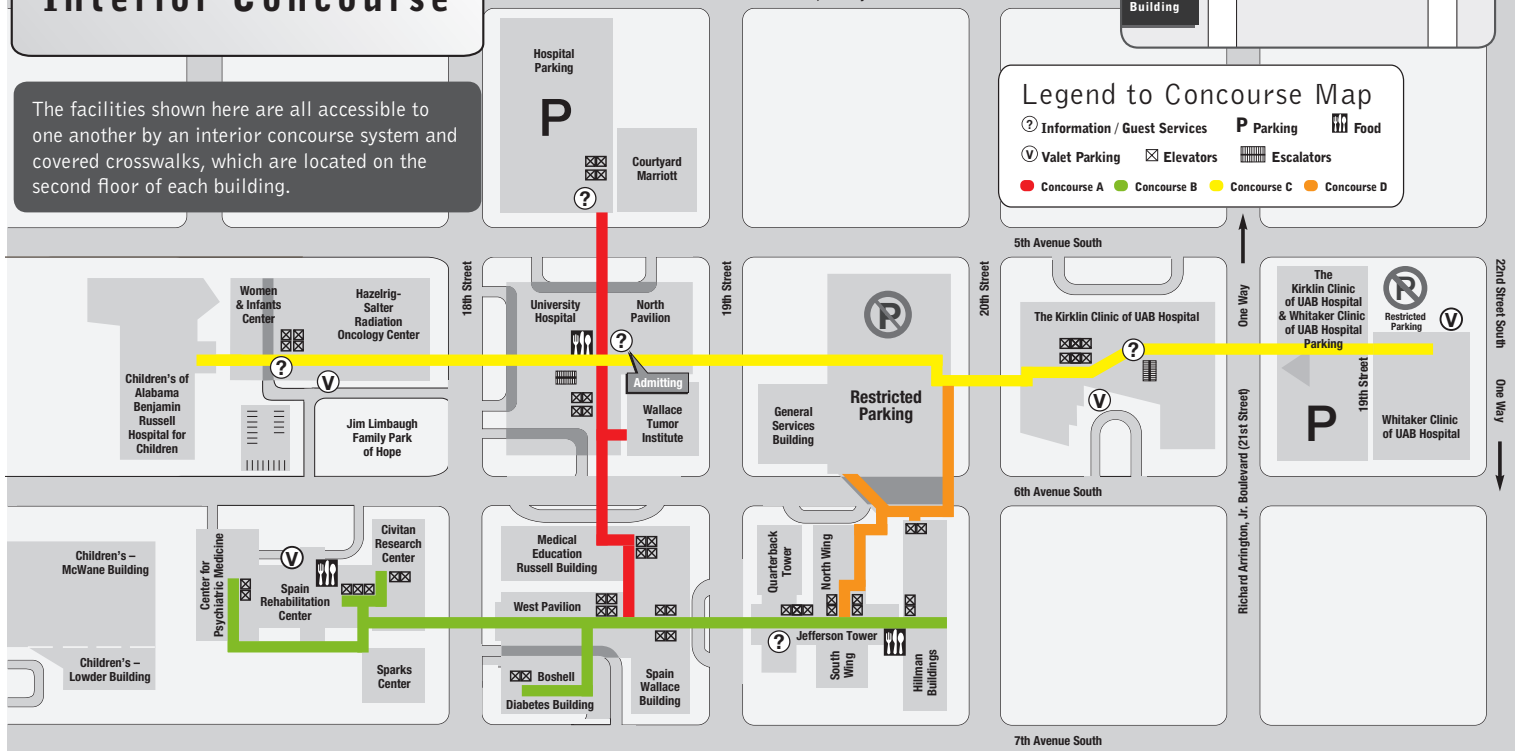 Interior Concourse
The facilities shown here are all accessible to
one another by an interior concourse system and
covered crosswalks, which are located on the
second floor of each building.
Building
Legend to Concourse Map
? Information / Guest Services
P Parking
Food
V Valet Parking
Elevators
Escalators
Concourse A
Concourse B
Concourse C
Concourse D
Hospital
Parking
P
?
Courtyard
Marriott
5th Avenue South
18th Street
19th Street
20th Street
One Way
Richard Arrington, Jr. Boulevard (21st Street)
22nd Street South
One Way
Women
& Infants
Center
Hazelrig-
Salter
Radiation
Oncology Center
?
V
Children's of
Alabama
Benjamin
Russell
Hospital for
Children
Jim Limbaugh
Family Park
of Hope
University
Hospital
North
Pavilion
?
Admitting
Wallace
Tumor
Institute
P
General
Services
Building
Restricted
Parking
The Kirklin Clinic of UAB Hospital
?
V
The
Kirklin Clinic
of UAB Hospital
& Whitaker Clinic
of UAB Hospital
Parking
P
Restricted
Parking
V
19th Street
P
Whitaker Clinic
of UAB Hospital
6th Avenue South
Children's –
McWane Building
Children's –
Lowder Building
Center for
Psychiatric Medicine
V
Spain
Rehabilitation
Center
Civitan
Research
Center
Sparks
Center
Medical
Education
Russell Building
West Pavilion
Boshell
Diabetes Building
Spain
Wallace
Building
Quarterback
Tower
North Wing
?
Jefferson Tower
South
Wing
Hillman
Buildings
7th Avenue South